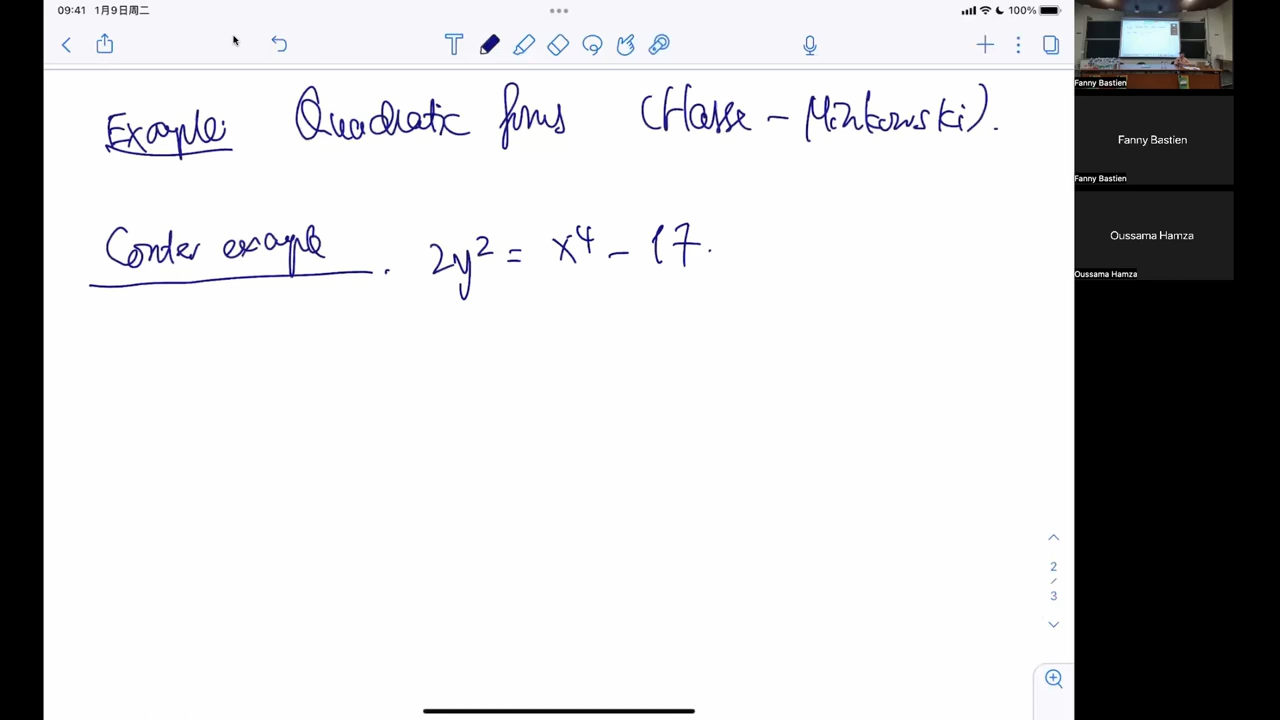 09:41 1月9日周二
100%
Example: Quadratic forms (Hasse - Minkowski).
Conter example. 2y² = x⁴ - 17.
2
/
3
Fanny Bastien
Fanny Bastien
Fanny Bastien
Oussama Hamza
Oussama Hamza